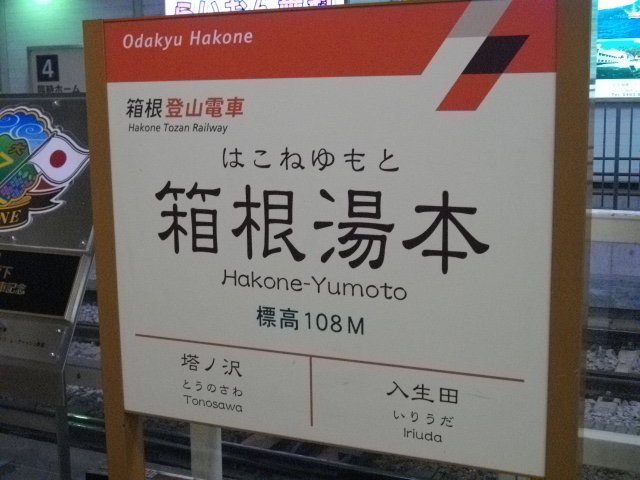 Odakyu Hakone
箱根登山電車
Hakone Tozan Railway
はこねゆもと
箱根湯本
Hakone-Yumoto
標高108M
塔ノ沢
とうのさわ
Tonosawa
入生田
いりうだ
Iriuda
4